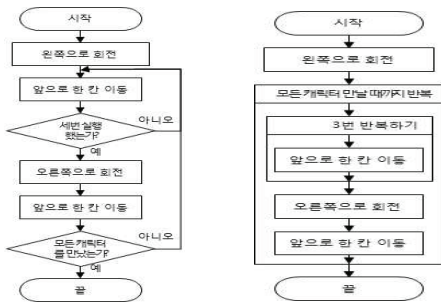 시작
왼쪽으로 회전
앞으로 한 칸 이동
세번 실행
했는가?
아니오
예
오른쪽으로 회전
앞으로 한 칸 이동
모든 캐릭터
를 만났는가?
아니오
예
끝
시작
왼쪽으로 회전
모든 캐릭터 만날 때까지 반복
3번 반복하기
앞으로 한 칸 이동
오른쪽으로 회전
앞으로 한 칸 이동
끝